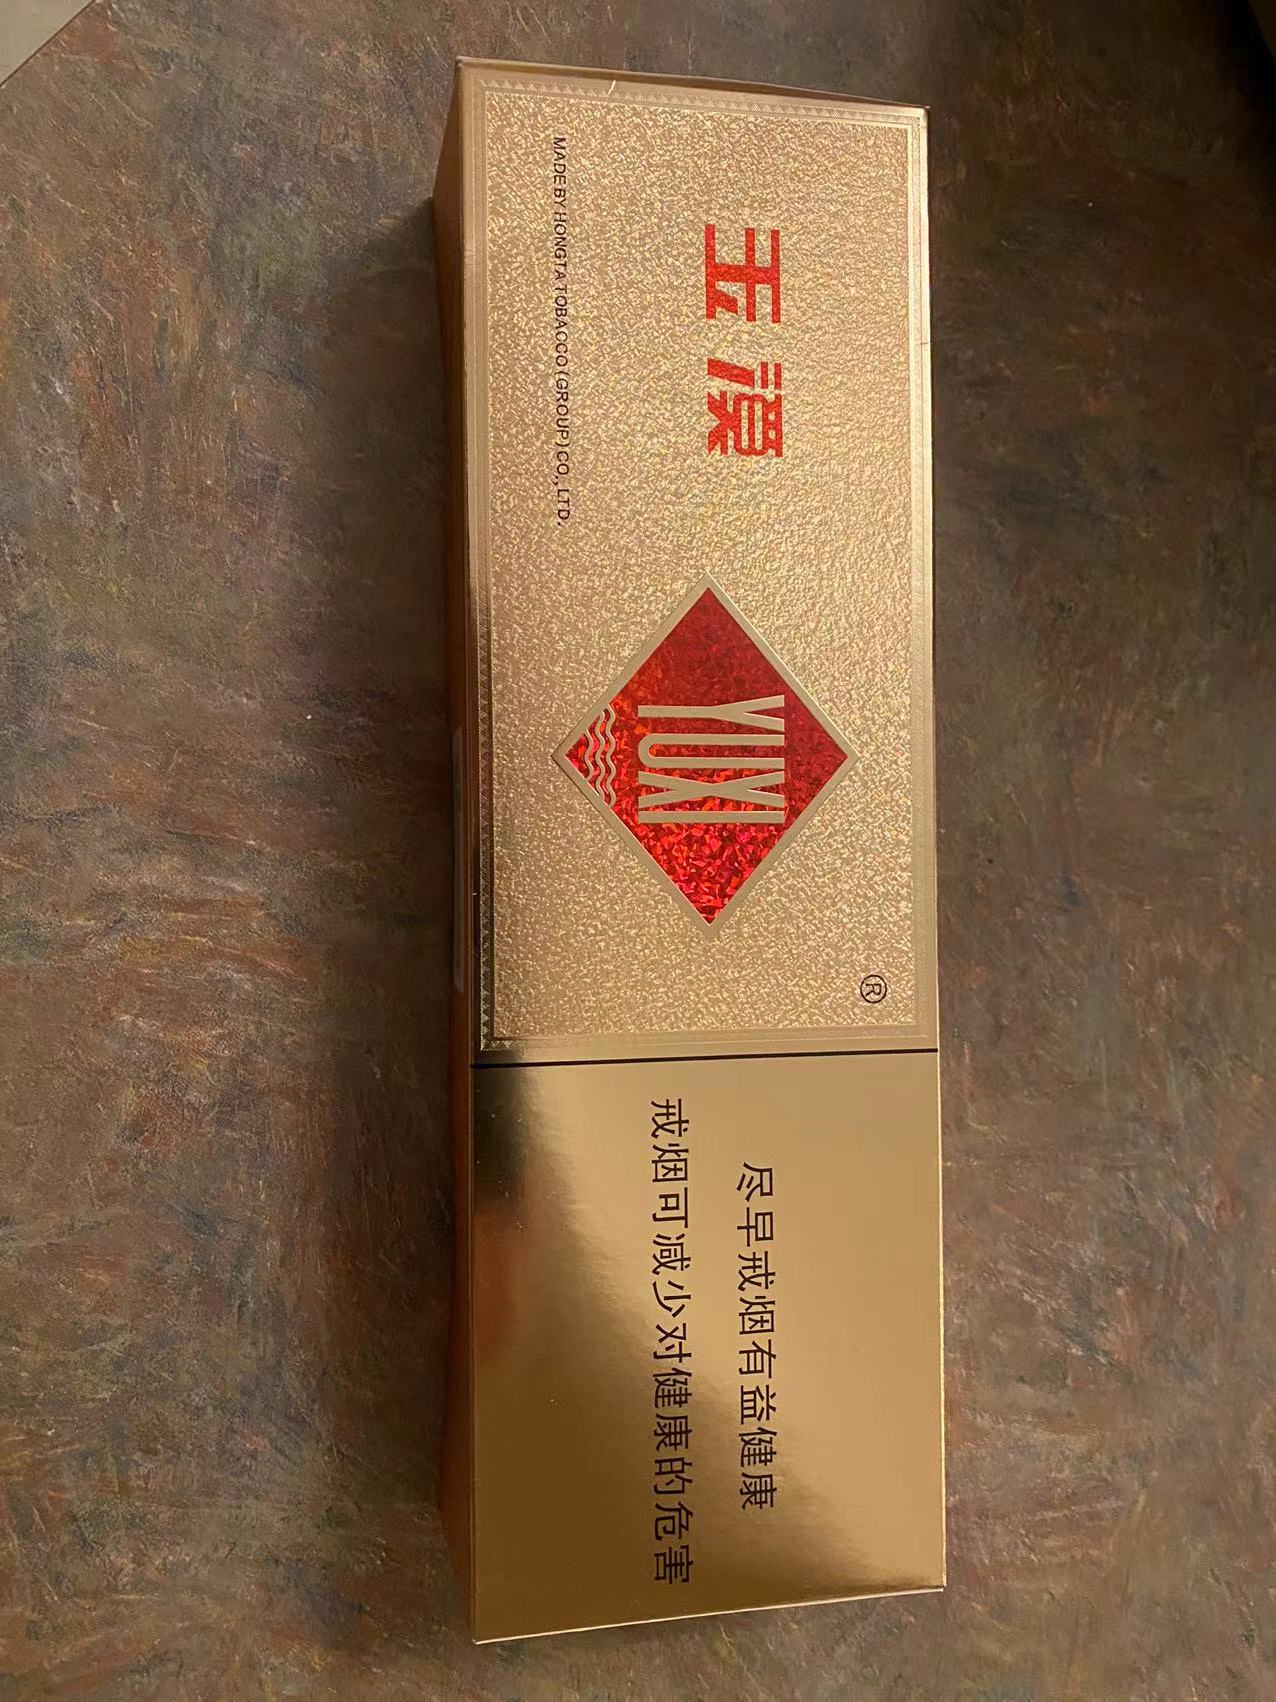 ®
玉溪
YUXI
MADE BY HONGTA TOBACCO (GROUP) CO., LTD.
尽早戒烟有益健康
戒烟可减少对健康的危害